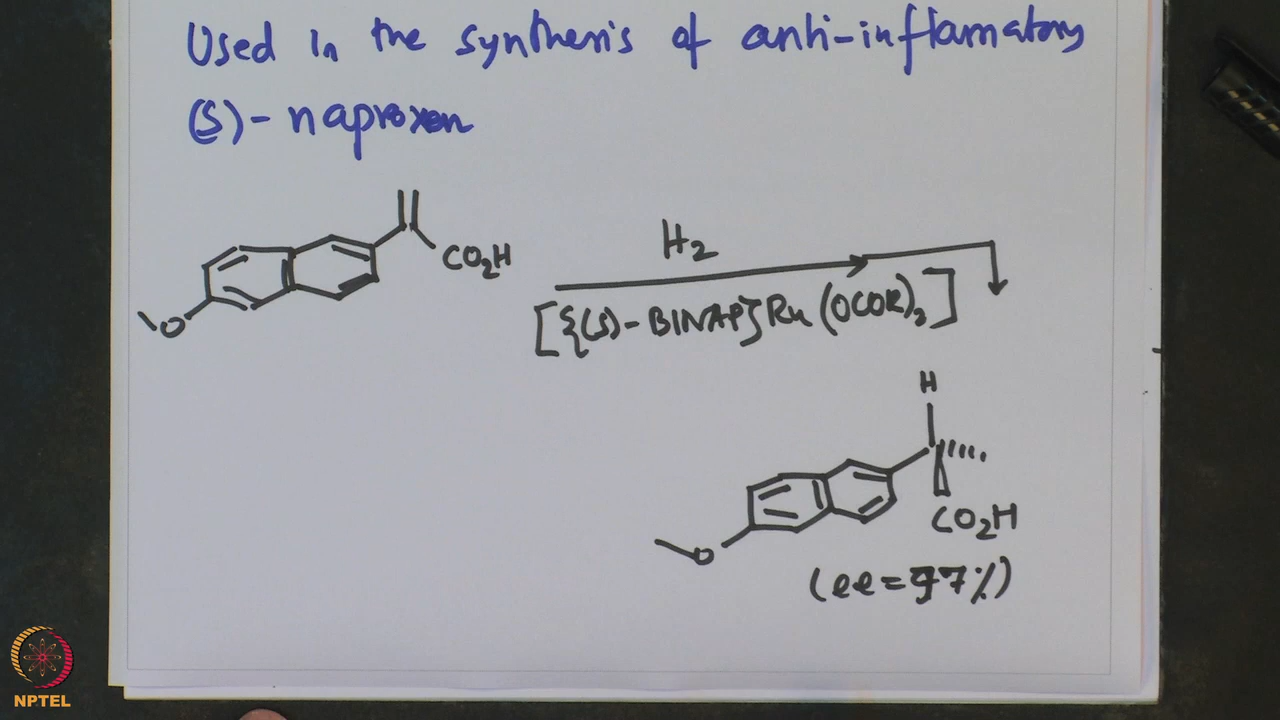 Used in the synthesis of anti-inflamatory
(S)-naproxen
CO₂H
O
H₂
[{(S)-BINAP}Ru(OCOR)₂]
H
CO₂H
O
(ee=97%)
NPTEL